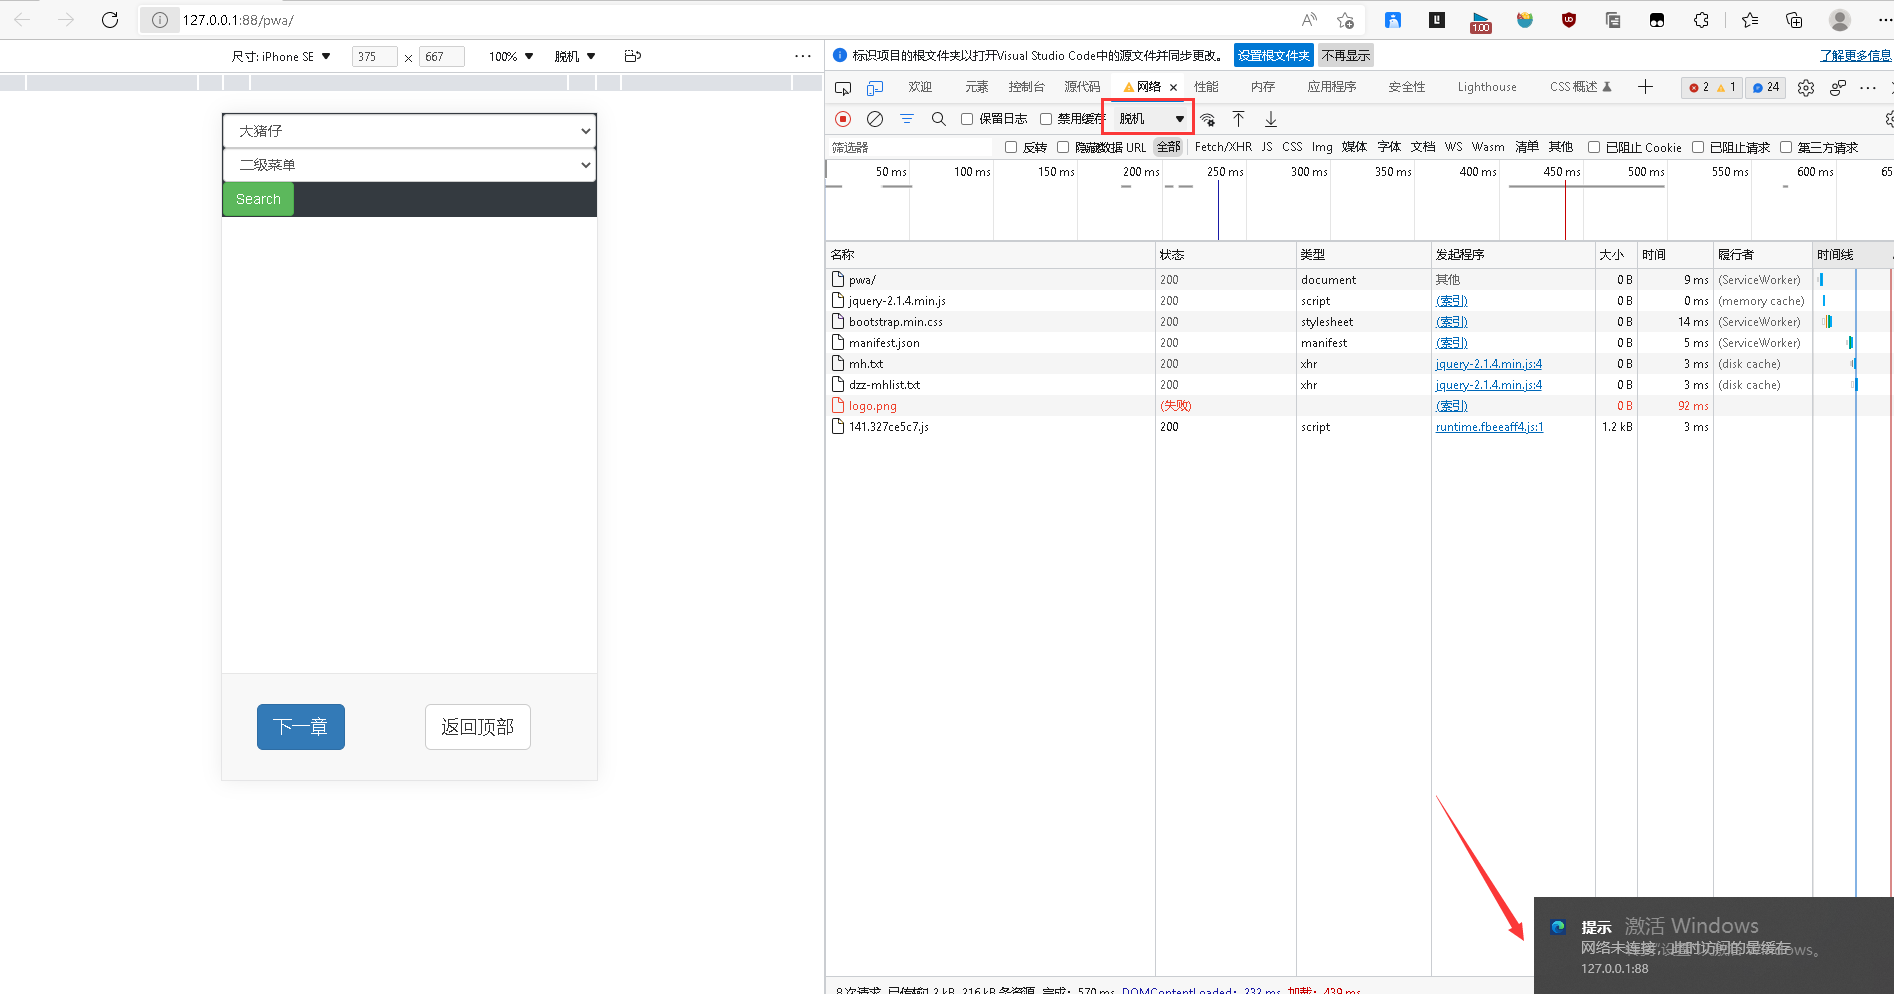 127.0.0.1:88/pwa/
1.00
尺寸: iPhone SE 375 × 667 100% 脱机
标识项目的根文件夹以打开Visual Studio Code中的源文件并同步更改。 设置根文件夹 不再显示 了解更多信息
欢迎 元素 控制台 源代码 网络 性能 内存 应用程序 安全性 Lighthouse CSS 概述 2 1 24
保留日志 禁用缓存 脱机
筛选器 反转 隐藏数据 URL 全部 Fetch/XHR JS CSS Img 媒体 字体 文档 WS Wasm 清单 其他 已阻止 Cookie 已阻止请求 第三方请求
50 ms 100 ms 150 ms 200 ms 250 ms 300 ms 350 ms 400 ms 450 ms 500 ms 550 ms 600 ms 65
名称 状态 类型 发起程序 大小 时间 履行者 时间线
pwa/ 200 document 其他 0 B 9 ms (ServiceWorker)
jquery-2.1.4.min.js 200 script (索引) 0 B 0 ms (memory cache)
bootstrap.min.css 200 stylesheet (索引) 0 B 14 ms (ServiceWorker)
manifest.json 200 manifest (索引) 0 B 5 ms (ServiceWorker)
mh.txt 200 xhr jquery-2.1.4.min.js:4 0 B 3 ms (disk cache)
dzz-mhlist.txt 200 xhr jquery-2.1.4.min.js:4 0 B 3 ms (disk cache)
logo.png (失败) (索引) 0 B 92 ms
141.327ce5c7.js 200 script runtime.fbeeaff4.js:1 1.2 kB 3 ms
大猪仔
二级菜单
Search
下一章 返回顶部
提示 激活 Windows
网络未连接，此时访问的是缓存
127.0.0.1:88
8 次请求 已传输1.2 kB 216 kB 条资源 完成: 570 ms DOMContentLoaded: 232 ms 加载: 439 ms